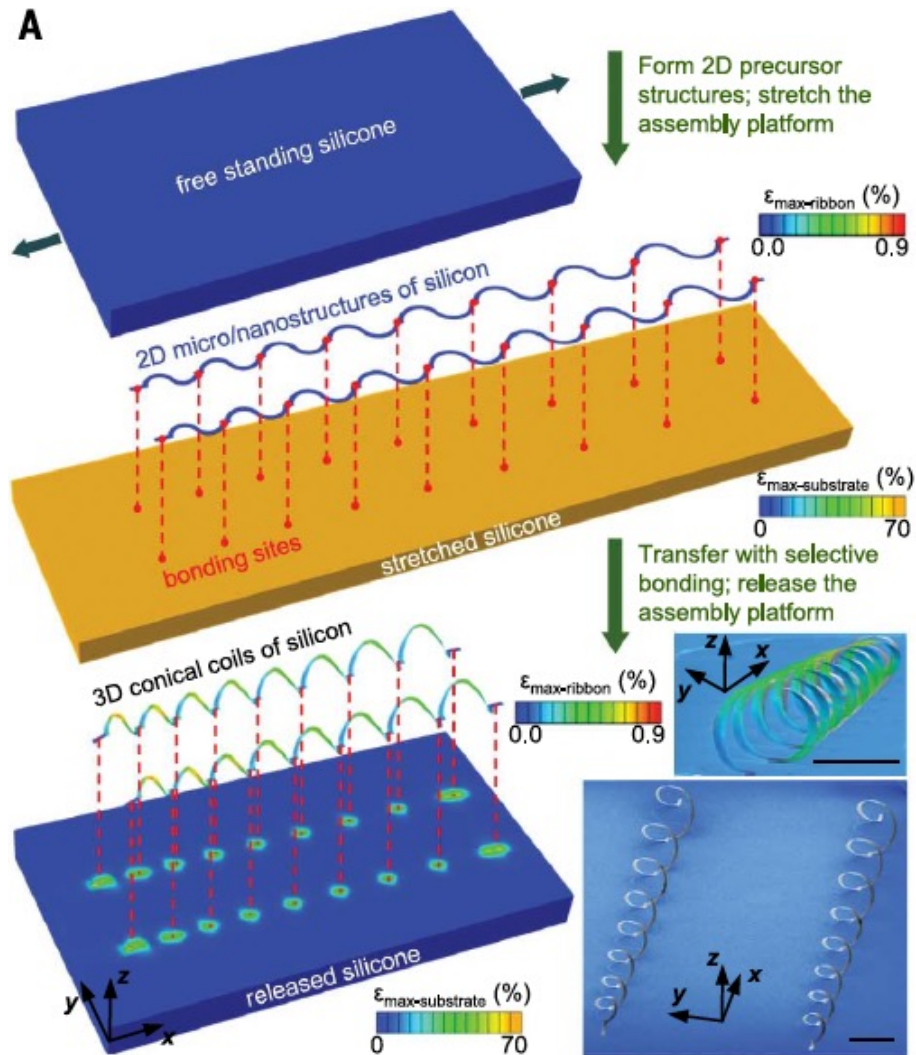 A
free standing silicone
Form 2D precursor
structures; stretch the
assembly platform
εmax-ribbon (%)
0.0 0.9
2D micro/nanostructures of silicon
εmax-substrate (%)
0 70
bonding sites
stretched silicone
Transfer with selective
bonding; release the
assembly platform
3D conical coils of silicon
εmax-ribbon (%)
0.0 0.9
z
y x
released silicone
z
y
x
εmax-substrate (%)
0 70
z
y x